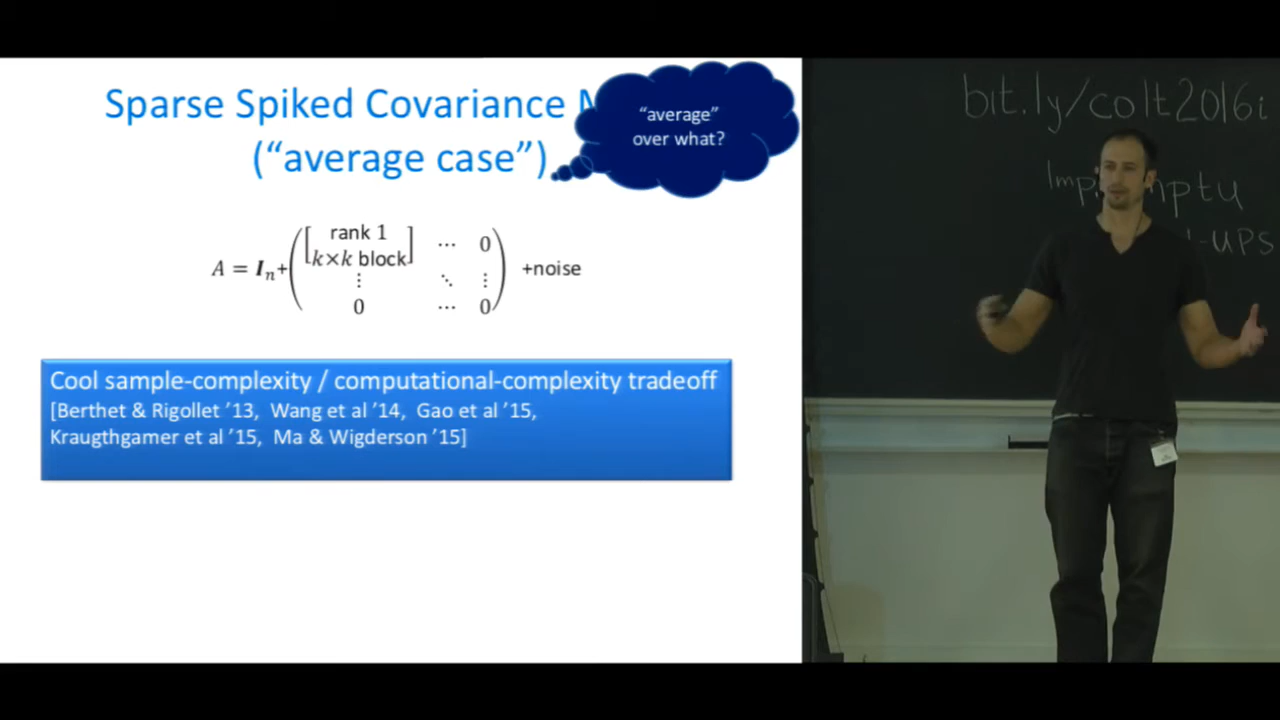 Sparse Spiked Covariance M
("average case")
"average"
over what?
A = Iₙ+ ( [ rank 1 k×k block ] ⋯ 0
⋮ ⋱ ⋮
0 ⋯ 0 ) +noise
Cool sample-complexity / computational-complexity tradeoff
[Berthet & Rigollet ’13, Wang et al ’14, Gao et al ’15,
Kraugthgamer et al ’15, Ma & Wigderson ’15]
bit.ly/colt2016i